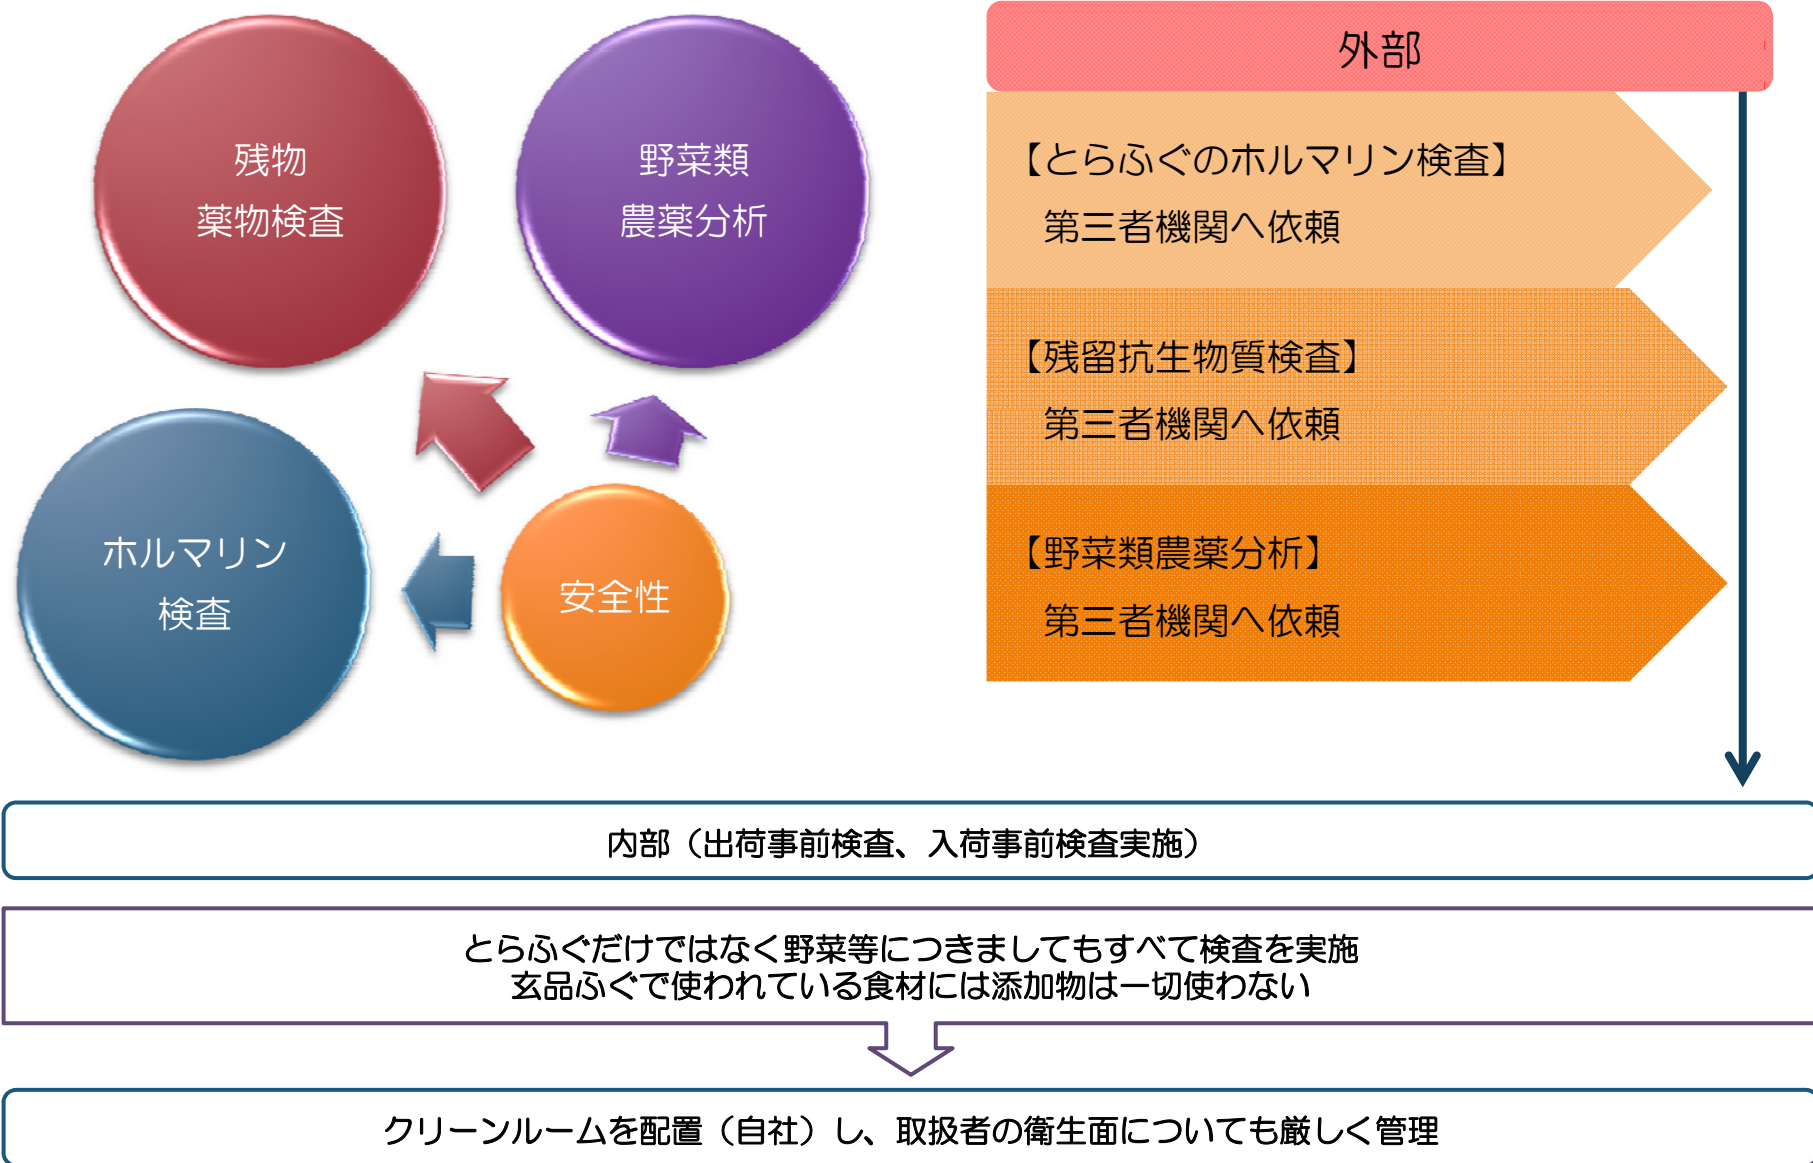 残物
薬物検査
野菜類
農薬分析
ホルマリン
検査
安全性
外部
【とらふぐのホルマリン検査】
第三者機関へ依頼
【残留抗生物質検査】
第三者機関へ依頼
【野菜類農薬分析】
第三者機関へ依頼
内部（出荷事前検査、入荷事前検査実施）
とらふぐだけではなく野菜等につきましてもすべて検査を実施
玄品ふぐで使われている食材には添加物は一切使わない
クリーンルームを配置（自社）し、取扱者の衛生面についても厳しく管理